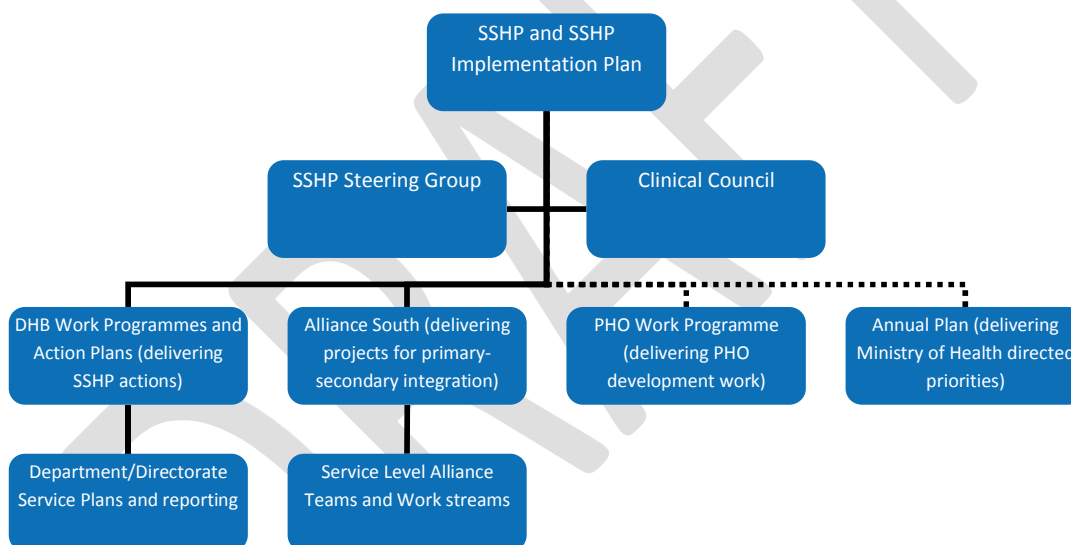 SSHP and SSHP
Implementation Plan
SSHP Steering Group
Clinical Council
DHB Work Programmes and
Action Plans (delivering
SSHP actions)
Alliance South (delivering
projects for primary-
secondary integration)
PHO Work Programme
(delivering PHO
development work)
Annual Plan (delivering
Ministry of Health directed
priorities)
Department/Directorate
Service Plans and reporting
Service Level Alliance
Teams and Work streams
DRAFT